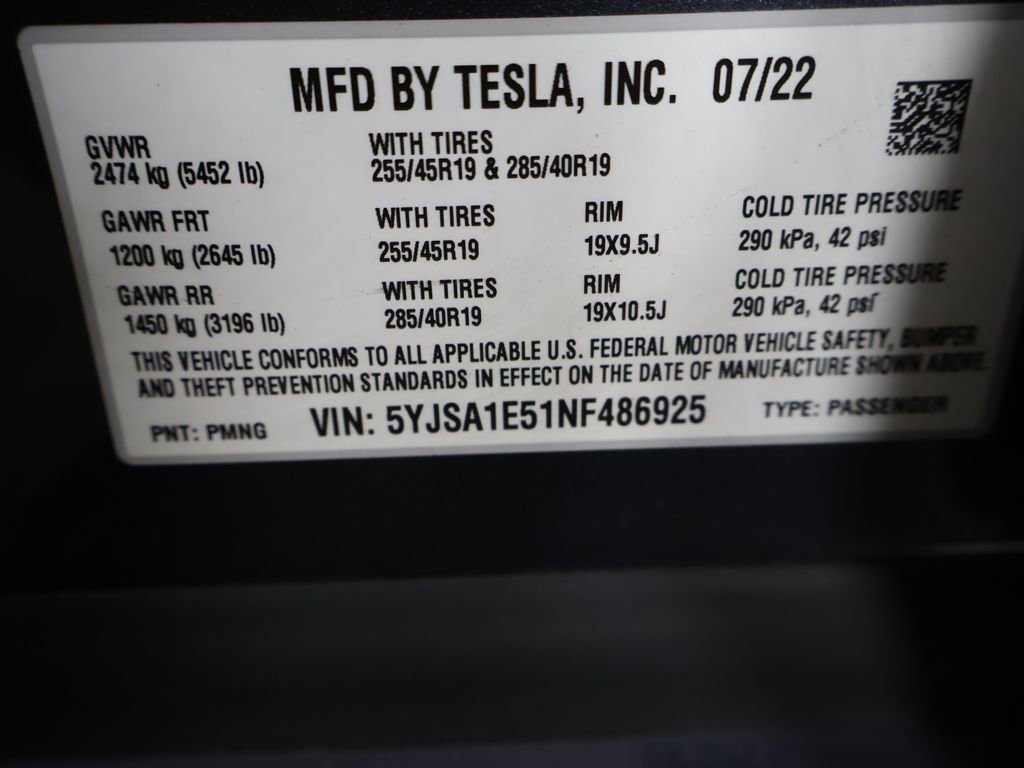 MFD BY TESLA, INC. 07/22
GVWR WITH TIRES
2474 kg (5452 lb) 255/45R19 & 285/40R19
GAWR FRT WITH TIRES RIM COLD TIRE PRESSURE
1200 kg (2645 lb) 255/45R19 19X9.5J 290 kPa, 42 psi
GAWR RR WITH TIRES RIM COLD TIRE PRESSURE
1450 kg (3196 lb) 285/40R19 19X10.5J 290 kPa, 42 psi
THIS VEHICLE CONFORMS TO ALL APPLICABLE U.S. FEDERAL MOTOR VEHICLE SAFETY, BUMPER
AND THEFT PREVENTION STANDARDS IN EFFECT ON THE DATE OF MANUFACTURE SHOWN ABOVE.
PNT: PMNG VIN: 5YJSA1E51NF486925 TYPE: PASSENGER